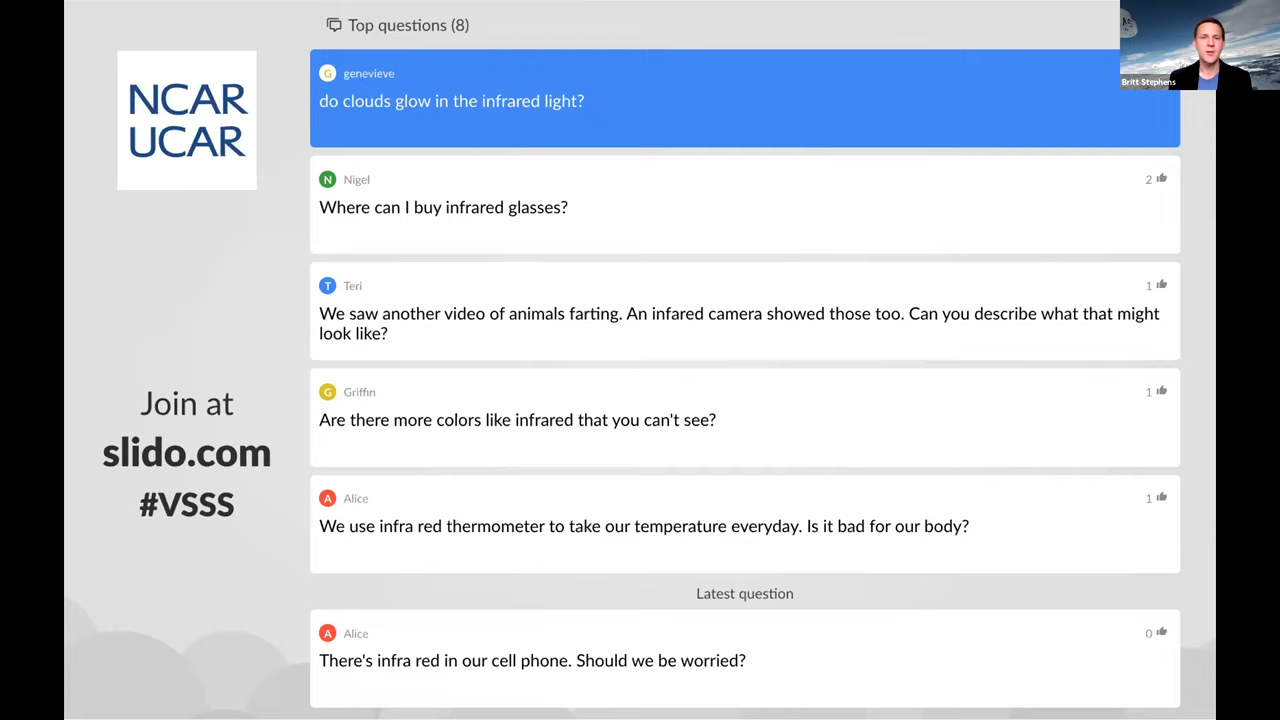 Top questions (8)
NCAR
UCAR
G genevieve
do clouds glow in the infrared light?
Britt Stephens
N Nigel 2
Where can I buy infrared glasses?
T Teri 1
We saw another video of animals farting. An infared camera showed those too. Can you describe what that might
look like?
G Griffin 1
Are there more colors like infrared that you can't see?
A Alice 1
We use infra red thermometer to take our temperature everyday. Is it bad for our body?
Join at
slido.com
#VSSS
Latest question
A Alice 0
There's infra red in our cell phone. Should we be worried?